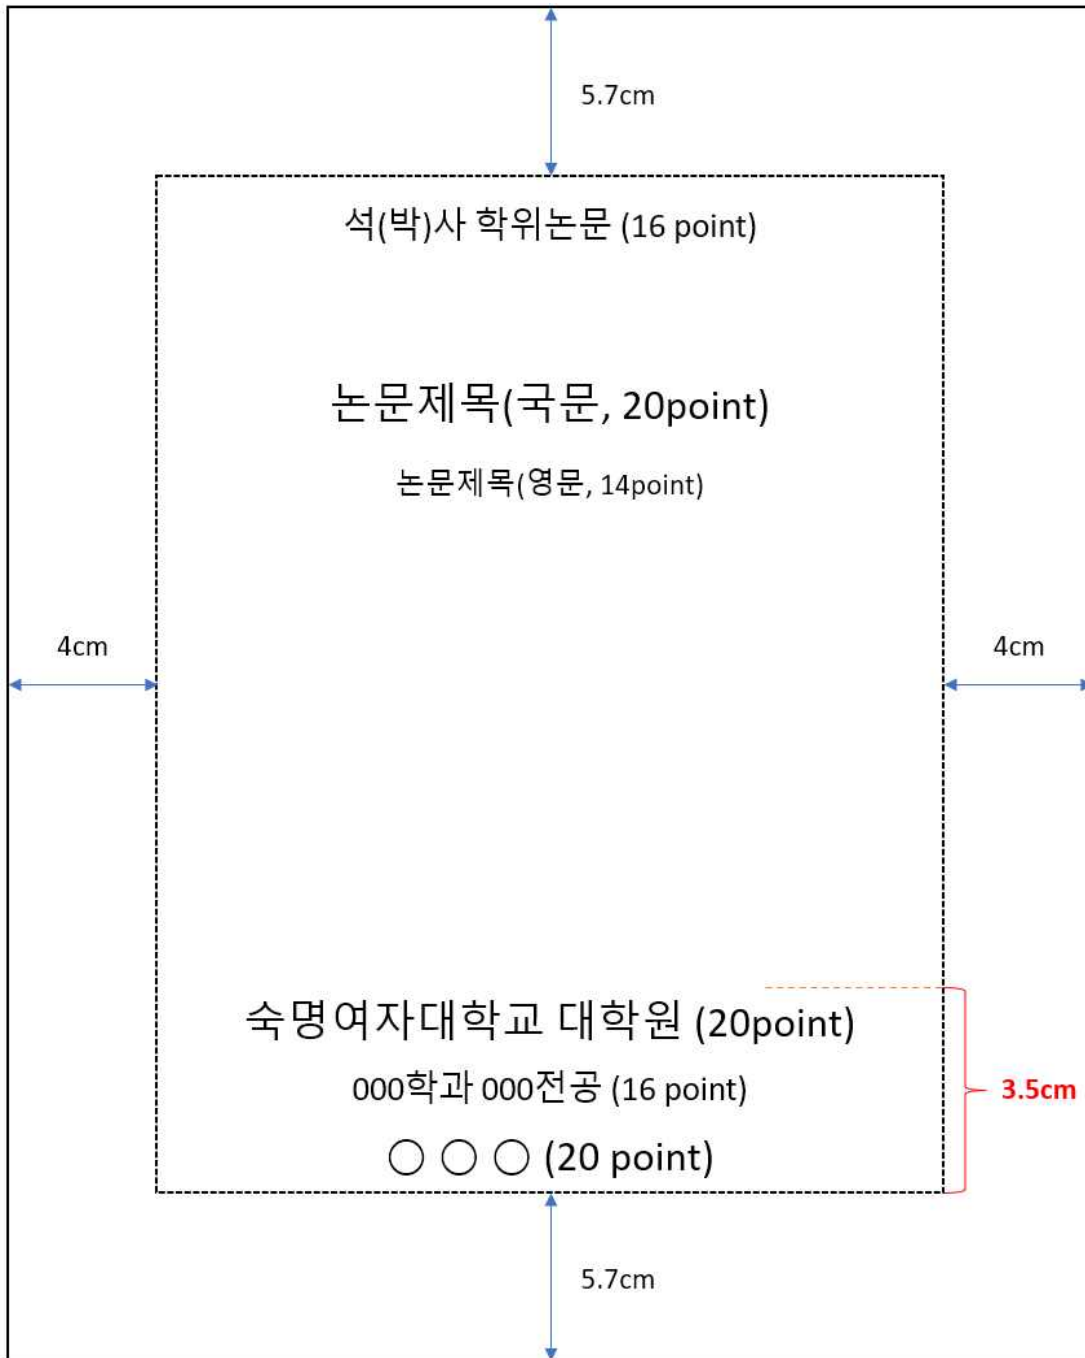 5.7cm
석(박)사 학위논문 (16 point)
논문제목(국문, 20point)
논문제목(영문, 14point)
4cm
4cm
숙명여자대학교 대학원 (20point)
000학과 000전공 (16 point)
3.5cm
○ ○ ○ (20 point)
5.7cm